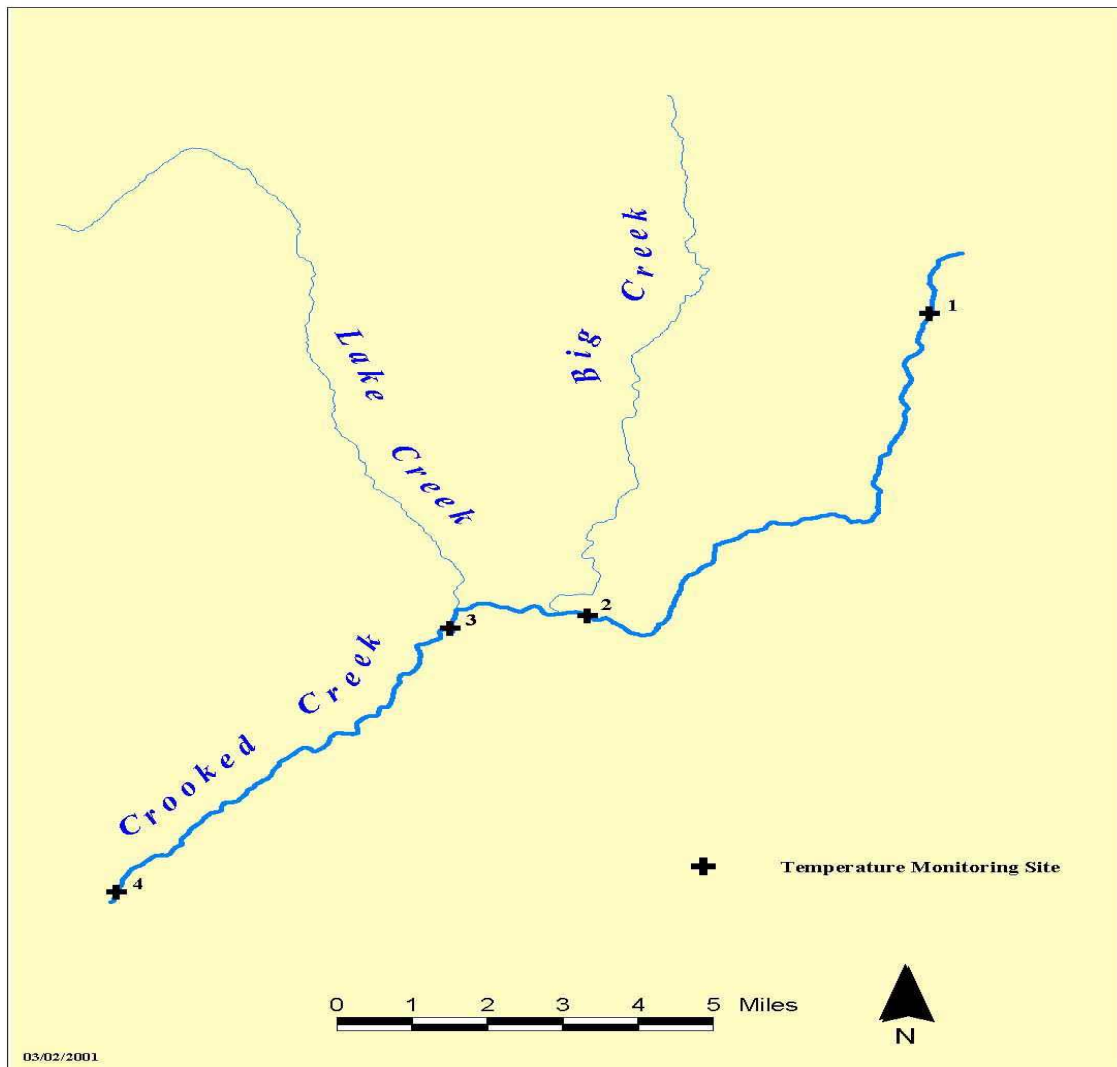 1
Big Creek
Lake Creek
2
3
Crooked Creek
4
Temperature Monitoring Site
0 1 2 3 4 5 Miles
N
03/02/2001